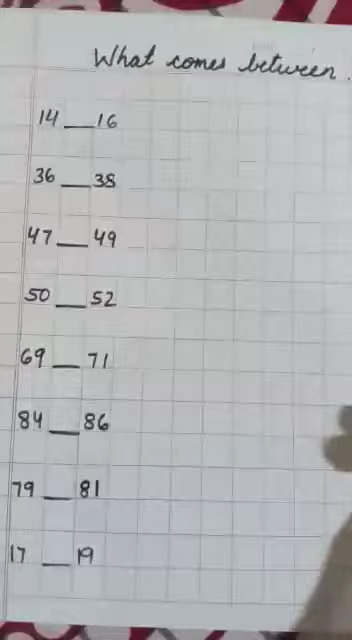 What comes between.
14 __ 16
36 __ 38
47 __ 49
50 __ 52
69 __ 71
84 __ 86
79 __ 81
17 __ 19